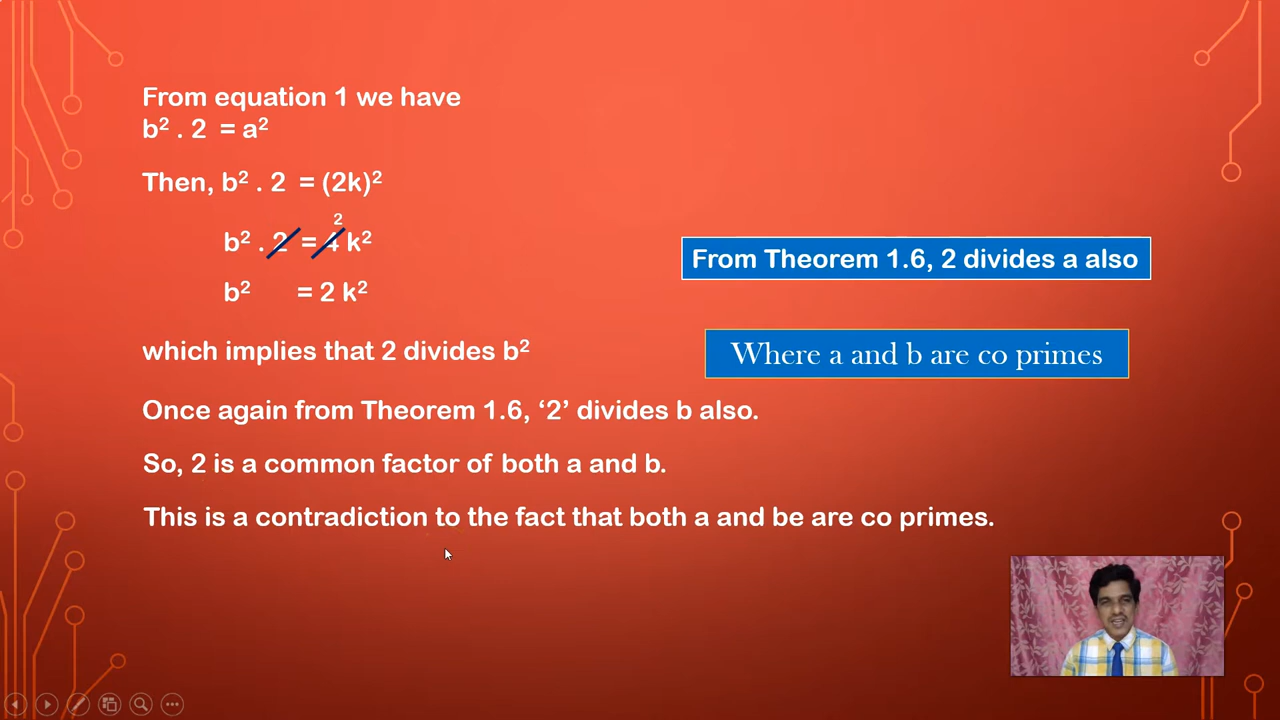 From equation 1 we have
b² . 2 = a²
Then, b² . 2 = (2k)²
2
b² . 2 = 4 k²
From Theorem 1.6, 2 divides a also
b² = 2 k²
which implies that 2 divides b²
Where a and b are co primes
Once again from Theorem 1.6, ‘2’ divides b also.
So, 2 is a common factor of both a and b.
This is a contradiction to the fact that both a and be are co primes.